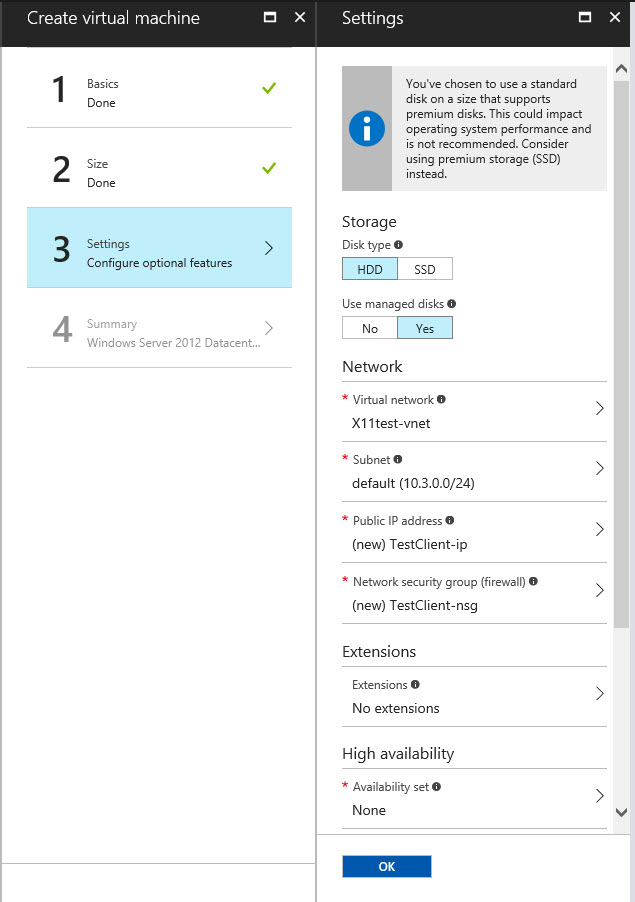 Create virtual machine
1
Basics
Done
2
Size
Done
3
Settings
Configure optional features
4
Summary
Windows Server 2012 Datacent...
Settings
You've chosen to use a standard
disk on a size that supports
premium disks. This could impact
operating system performance and
is not recommended. Consider
using premium storage (SSD)
instead.
Storage
Disk type
HDD SSD
Use managed disks
No Yes
Network
* Virtual network
X11test-vnet
* Subnet
default (10.3.0.0/24)
* Public IP address
(new) TestClient-ip
* Network security group (firewall)
(new) TestClient-nsg
Extensions
Extensions
No extensions
High availability
* Availability set
None
OK